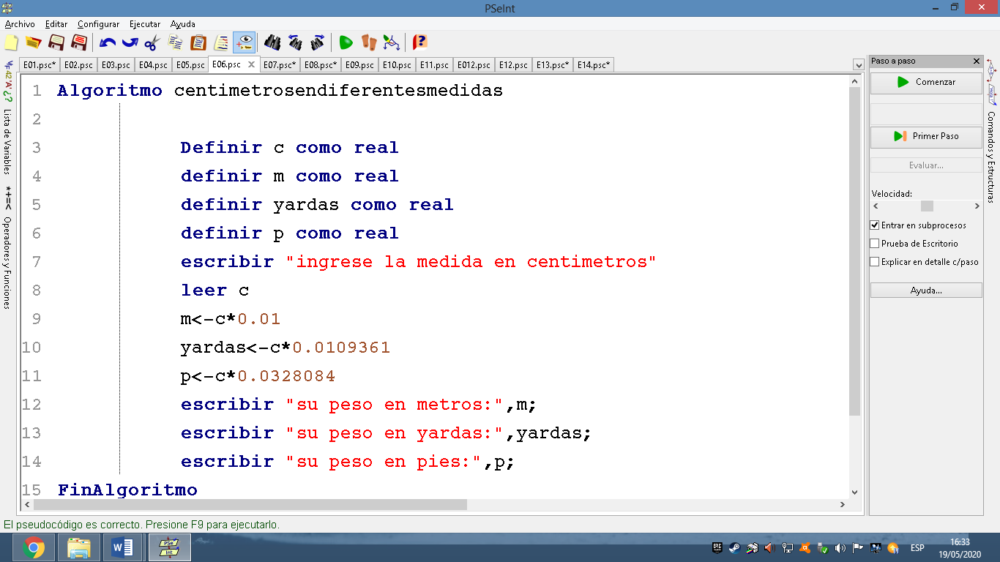 PSeInt
Archivo Editar Configurar Ejecutar Ayuda
E01.psc* E02.psc E03.psc E04.psc E05.psc E06.psc E07.psc* E08.psc* E09.psc E10.psc E11.psc E012.psc E12.psc E13.psc* E14.psc*
Lista de Variables
*+=< Operadores y Funciones
1 Algoritmo centimetrosendiferentesmedidas
2
3 Definir c como real
4 definir m como real
5 definir yardas como real
6 definir p como real
7 escribir "ingrese la medida en centimetros"
8 leer c
9 m<-c*0.01
10 yardas<-c*0.0109361
11 p<-c*0.0328084
12 escribir "su peso en metros:",m;
13 escribir "su peso en yardas:",yardas;
14 escribir "su peso en pies:",p;
15 FinAlgoritmo
Paso a paso
Comenzar
Primer Paso
Evaluar...
Velocidad:
Entrar en subprocesos
Prueba de Escritorio
Explicar en detalle c/paso
Ayuda...
Comandos y Estructuras
El pseudocódigo es correcto. Presione F9 para ejecutarlo.
PSe
Int
ESP
16:33
19/05/2020